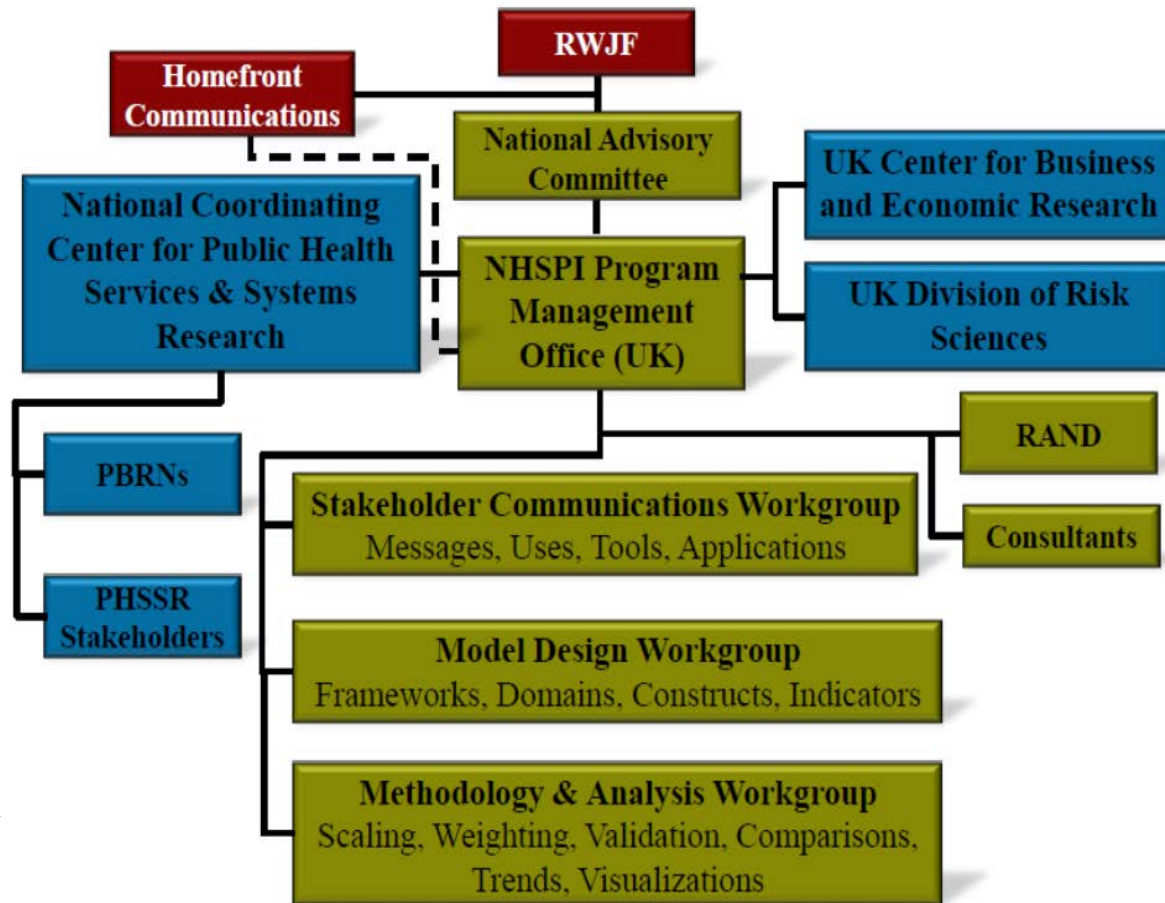 RWJF
Homefront
Communications
National Advisory
Committee
UK Center for Business
and Economic Research
National Coordinating
Center for Public Health
Services & Systems
Research
NHSPI Program
Management
Office (UK)
UK Division of Risk
Sciences
RAND
PBRNs
Stakeholder Communications Workgroup
Messages, Uses, Tools, Applications
Consultants
PHSSR
Stakeholders
Model Design Workgroup
Frameworks, Domains, Constructs, Indicators
Methodology & Analysis Workgroup
Scaling, Weighting, Validation, Comparisons,
Trends, Visualizations